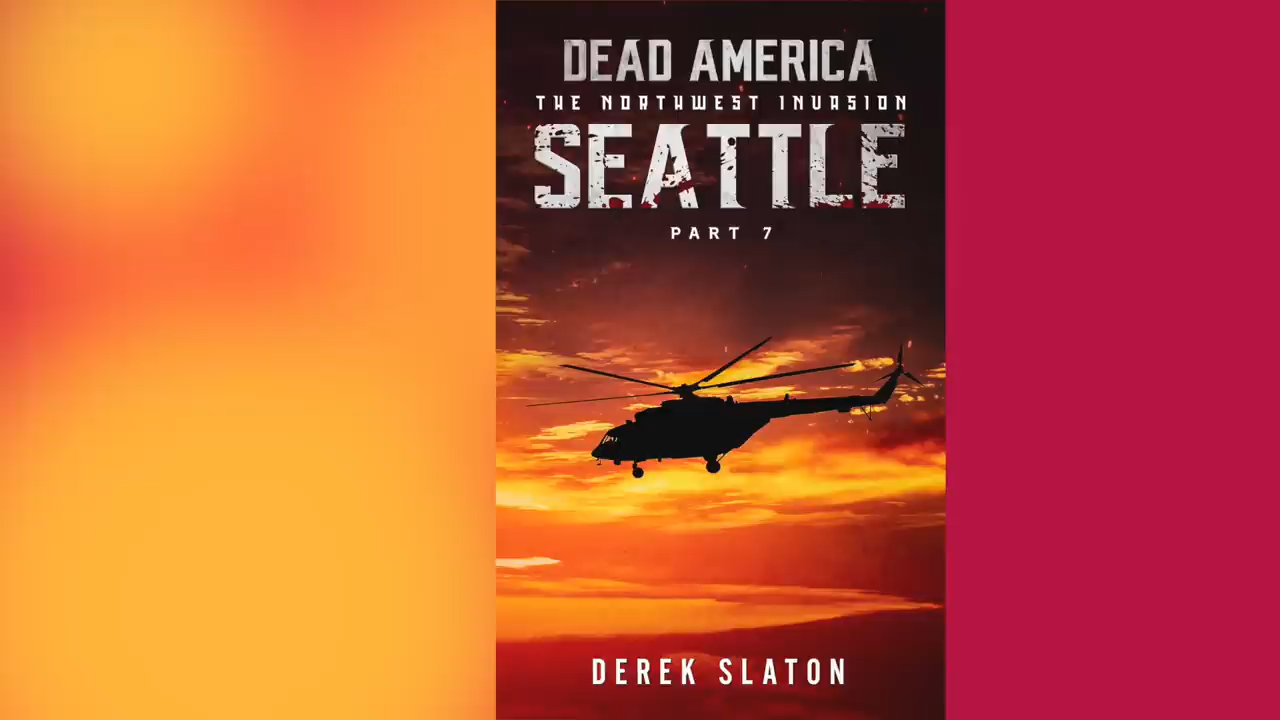 DEAD AMERICA
THE NORTHWEST INVASION
SEATTLE
PART 7
DEREK SLATON